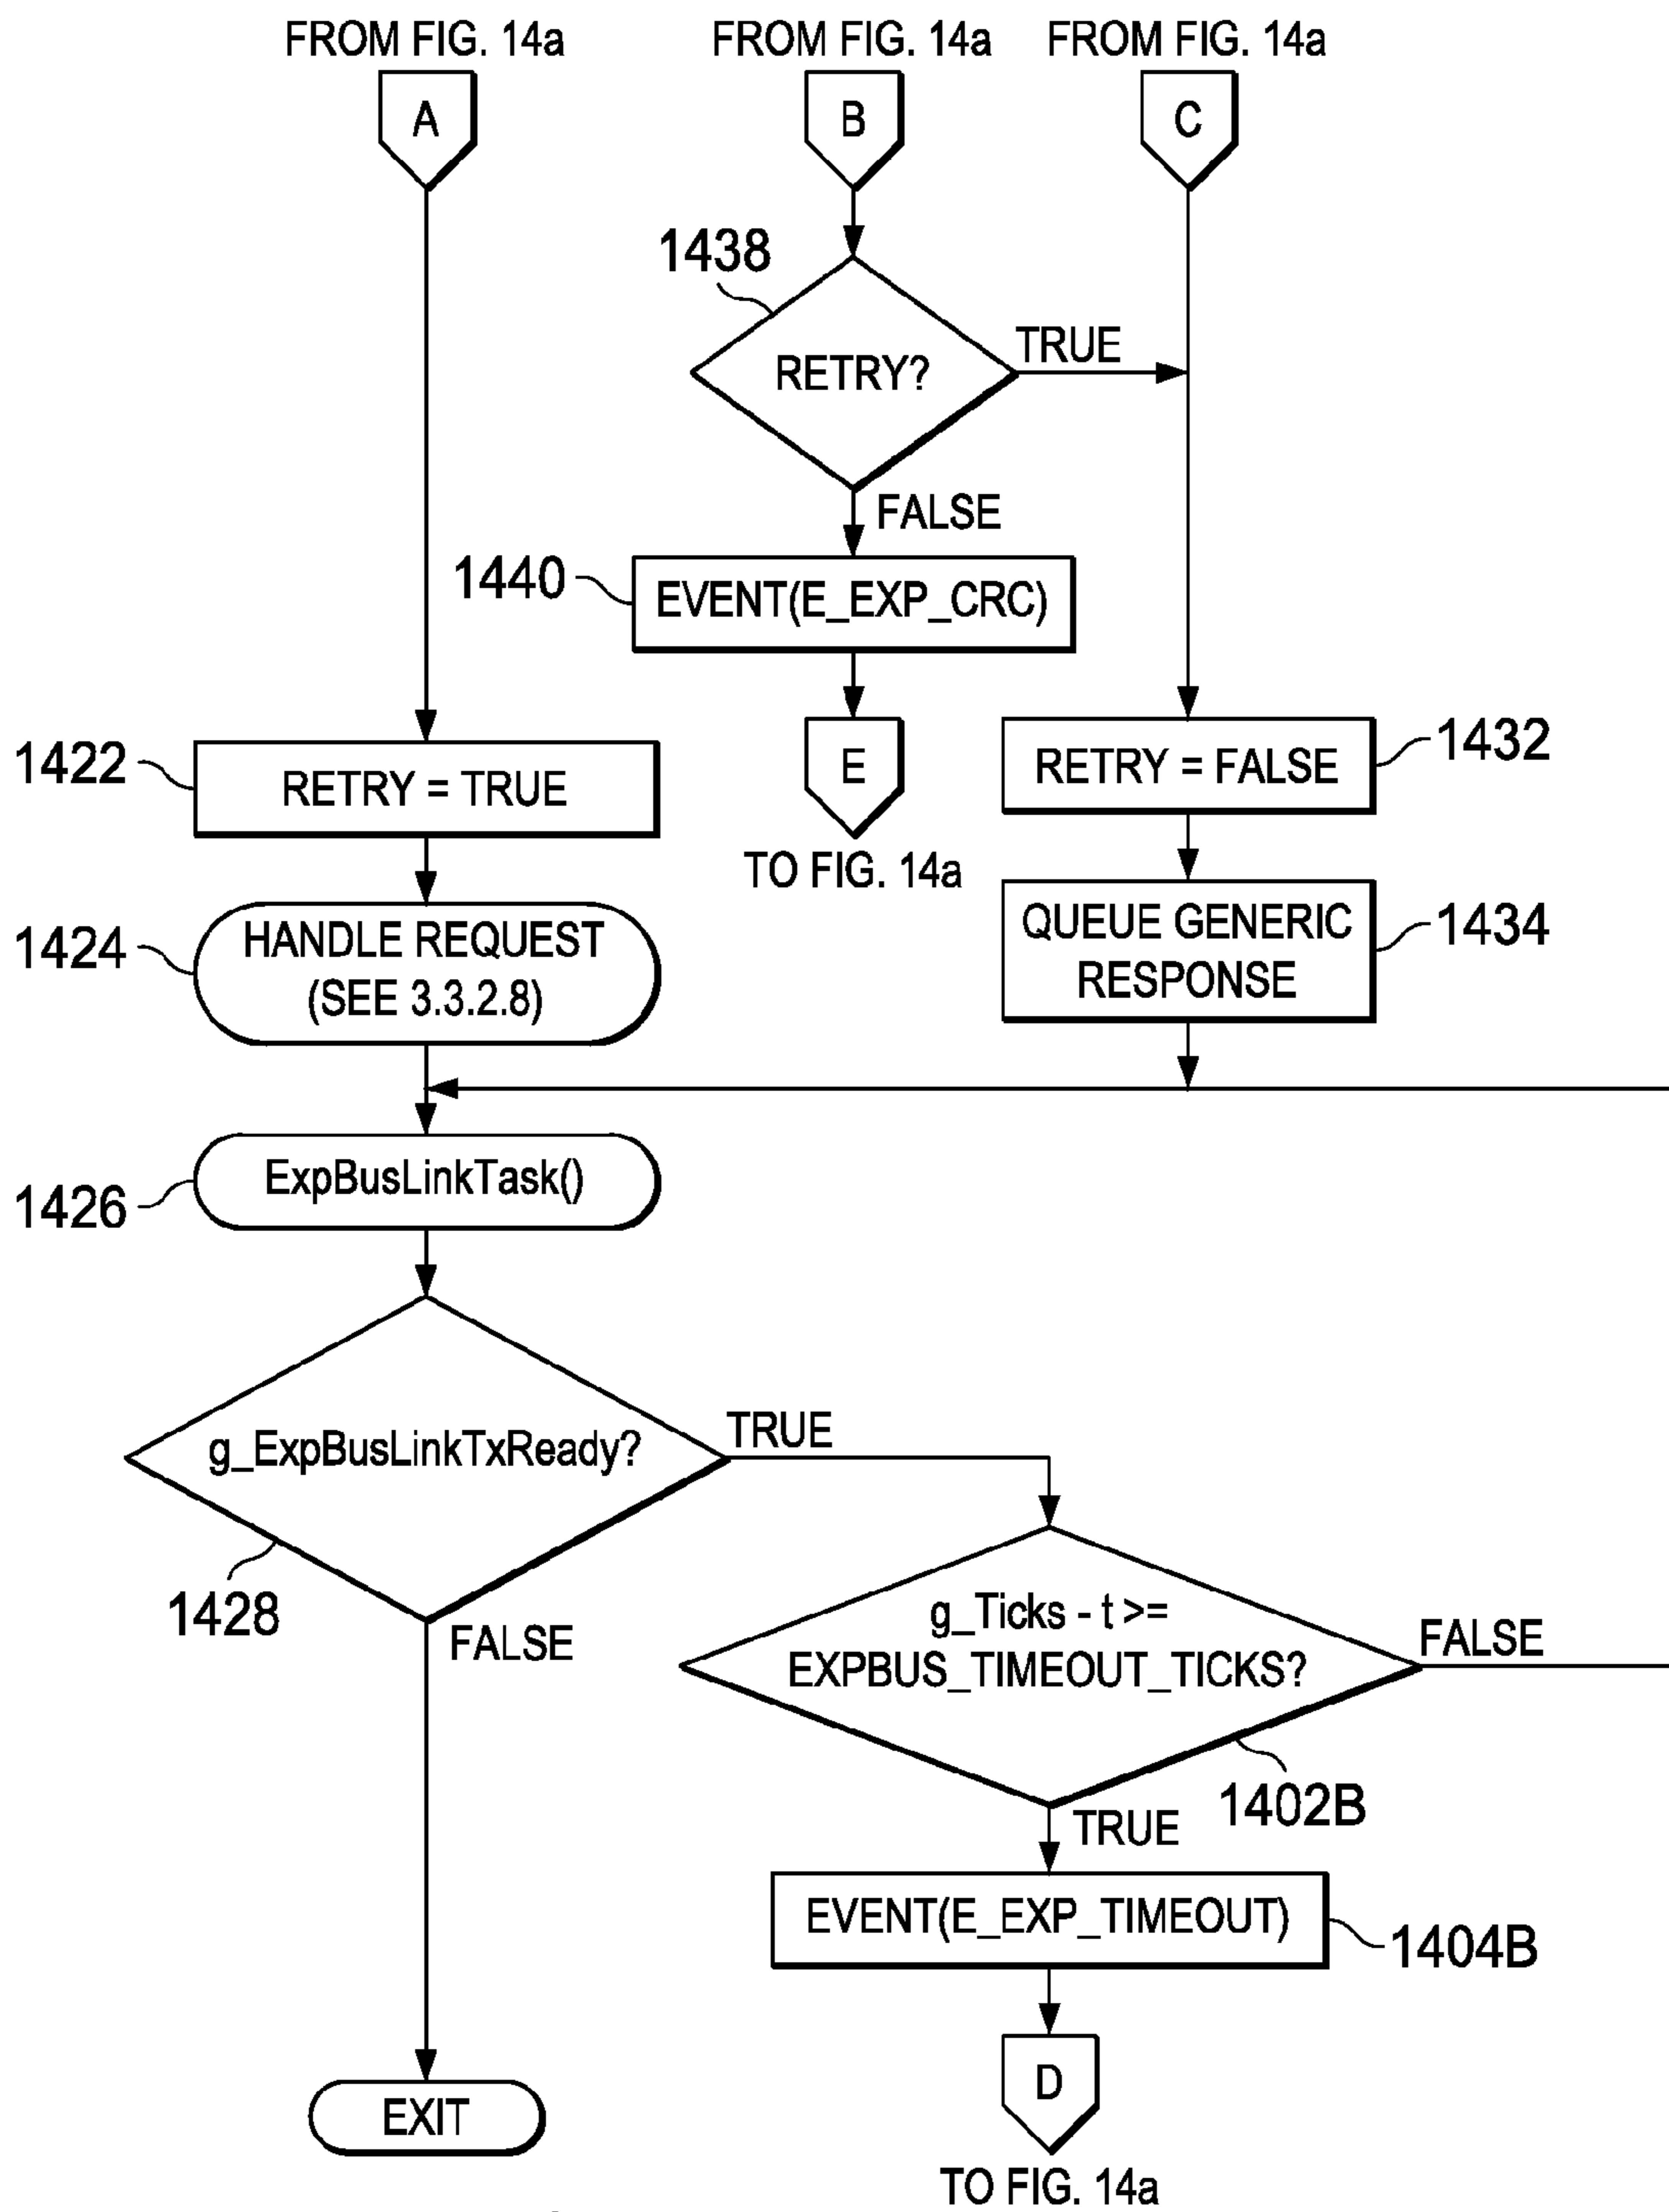 FROM FIG. 14a
FROM FIG. 14a
FROM FIG. 14a
A
B
C
1438
RETRY?
TRUE
FALSE
1440
EVENT(E_EXP_CRC)
1422
RETRY = TRUE
E
RETRY = FALSE
1432
TO FIG. 14a
1424
HANDLE REQUEST
(SEE 3.3.2.8)
QUEUE GENERIC
RESPONSE
1434
ExpBusLinkTask()
1426
g_ExpBusLinkTxReady?
TRUE
1428
FALSE
g_Ticks - t >=
EXPBUS_TIMEOUT_TICKS?
FALSE
1402B
TRUE
EVENT(E_EXP_TIMEOUT)
1404B
D
EXIT
TO FIG. 14a